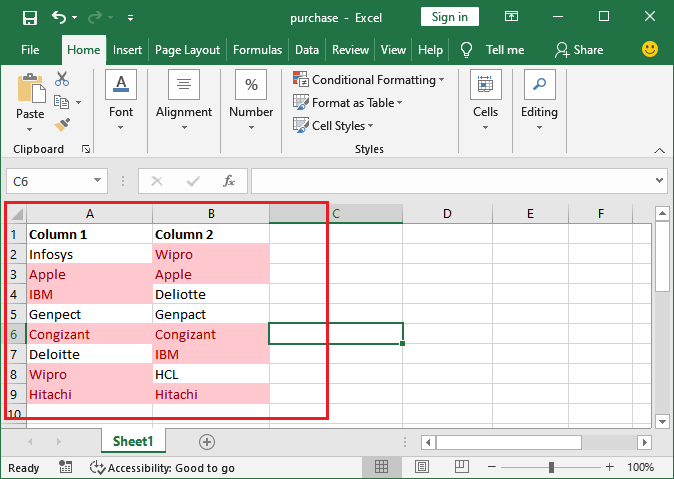 purchase - Excel
Sign in
File Home Insert Page Layout Formulas Data Review View Help Tell me Share
Paste
Clipboard
A
Font
Alignment
%
Number
Conditional Formatting
Format as Table
Cell Styles
Styles
Cells
Editing
C6
fx
A B C D E F
1 Column 1 Column 2
2 Infosys Wipro
3 Apple Apple
4 IBM Deliotte
5 Genpect Genpact
6 Congizant Congizant
7 Deloitte IBM
8 Wipro HCL
9 Hitachi Hitachi
10
Sheet1
Ready Accessibility: Good to go 100%